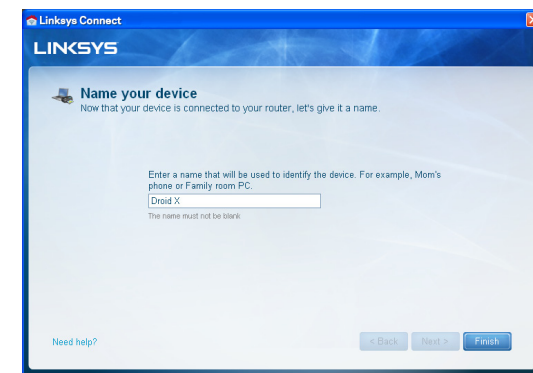 Linksys Connect
LINKSYS
Name your device
Now that your device is connected to your router, let's give it a name.
Enter a name that will be used to identify the device. For example, Mom's
phone or Family room PC.
Droid X
The name must not be blank
Need help?
< Back
Next >
Finish